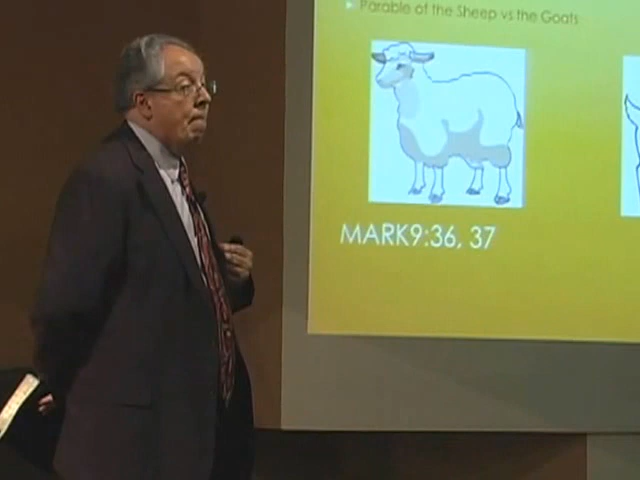 Parable of the Sheep vs the Goats
MARK9:36, 37